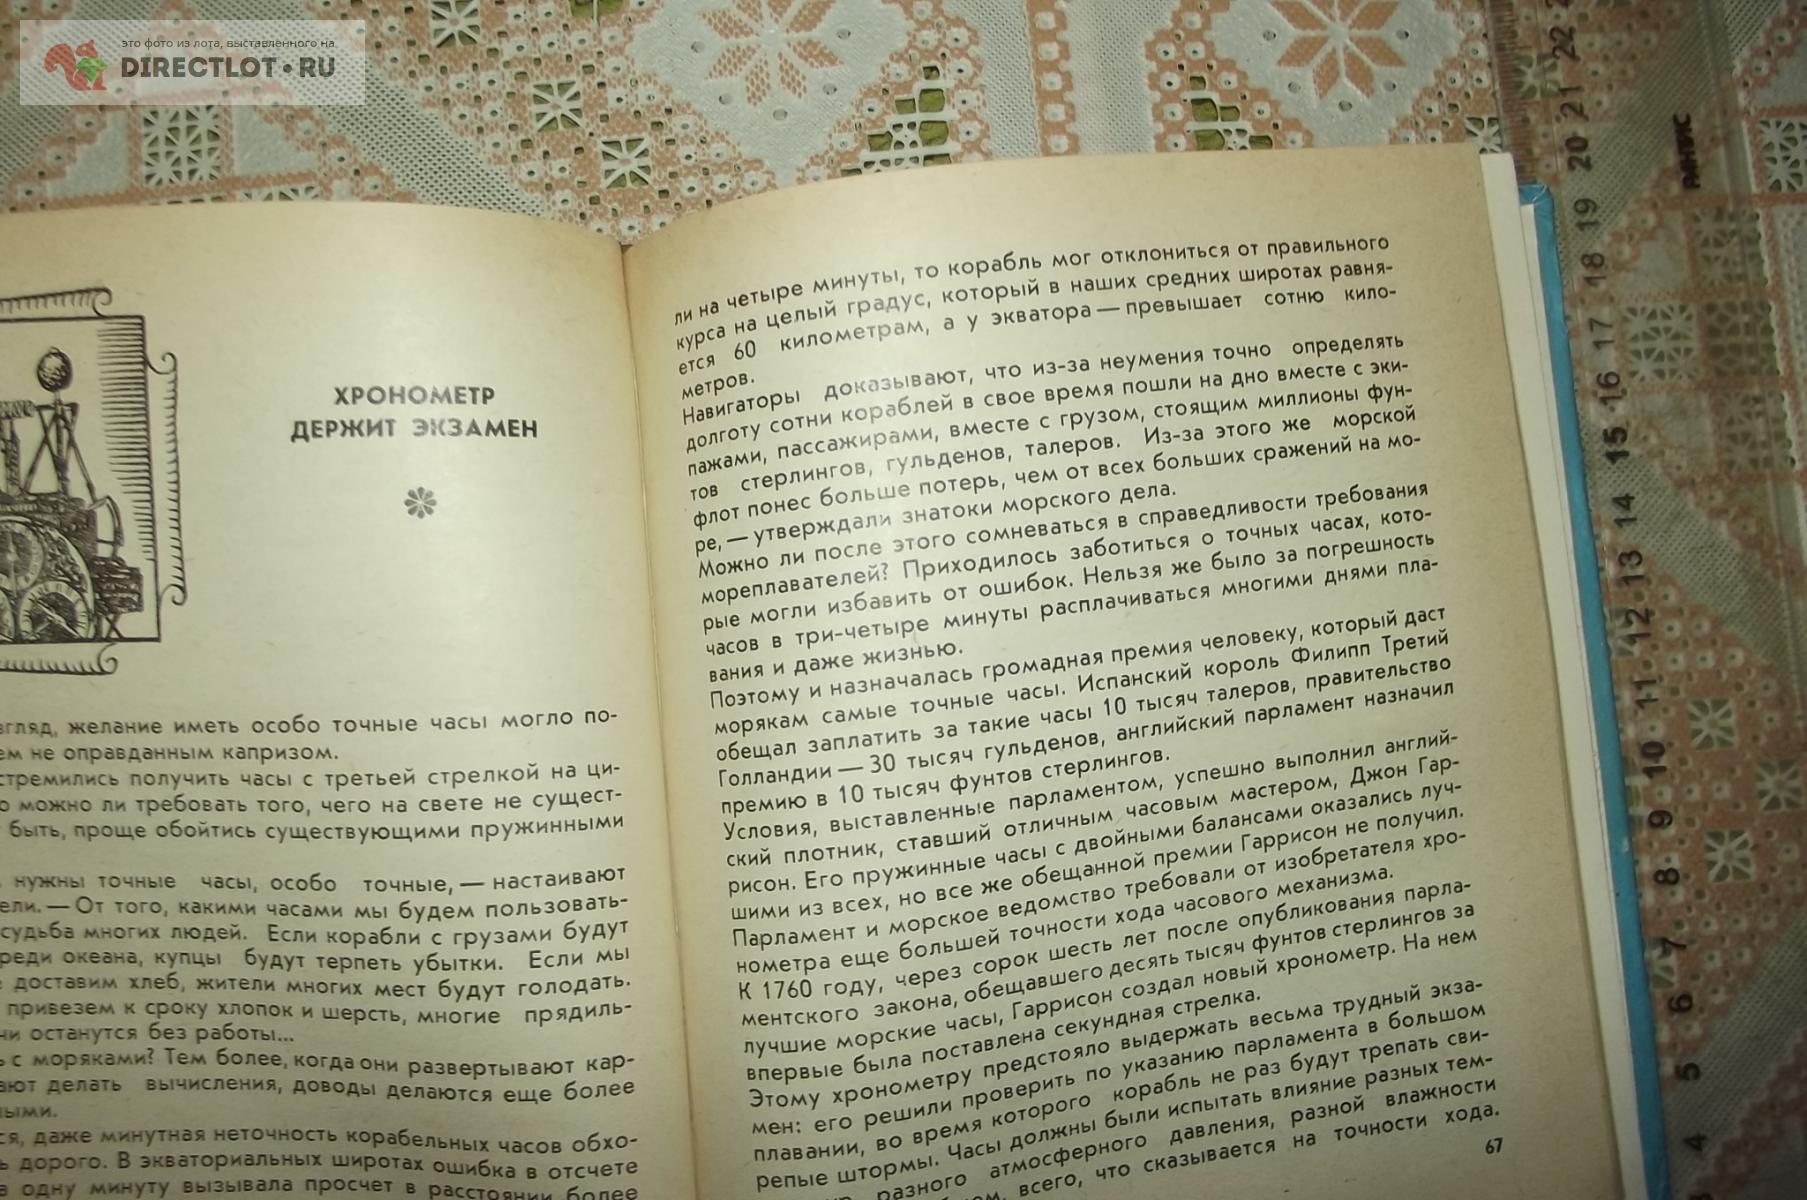 это фото из лота, выставленного на
DIRECTLOT.RU
ХРОНОМЕТР
ДЕРЖИТ ЭКЗАМЕН
желание иметь особо точные часы могло по-
не оправданным капризом.
получить часы с третьей стрелкой на ци-
можно ли требовать того, чего на свете не сущест-
быть, проще обойтись существующими пружинными
нужны точные часы, особо точные, — настаивают
— От того, какими часами мы будем пользовать-
судьба многих людей. Если корабли с грузами будут
океана, купцы будут терпеть убытки. Если мы
доставим хлеб, жители многих мест будут голодать.
привезем к сроку хлопок и шерсть, многие прядиль-
останутся без работы...
с моряками? Тем более, когда они развертывают кар-
делать вычисления, доводы делаются еще более
даже минутная неточность корабельных часов обхо-
дорого. В экваториальных широтах ошибка в отсчете
одну минуту вызывала просчет в расстоянии более
ли на четыре минуты, то корабль мог отклониться от правильного
курса на целый градус, который в наших средних широтах равня-
ется 60 километрам, а у экватора — превышает сотню кило-
метров.
Навигаторы доказывают, что из-за неумения точно определять
долготу сотни кораблей в свое время пошли на дно вместе с эки-
пажами, пассажирами, вместе с грузом, стоящим миллионы фун-
тов стерлингов, гульденов, талеров. Из-за этого же морской
флот понес больше потерь, чем от всех больших сражений на мо-
ре, — утверждали знатоки морского дела.
Можно ли после этого сомневаться в справедливости требования
мореплавателей? Приходилось заботиться о точных часах, кото-
рые могли избавить от ошибок. Нельзя же было за погрешность
часов в три-четыре минуты расплачиваться многими днями пла-
вания и даже жизнью.
Поэтому и назначалась громадная премия человеку, который даст
морякам самые точные часы. Испанский король Филипп Третий
обещал заплатить за такие часы 10 тысяч талеров, правительство
Голландии — 30 тысяч гульденов, английский парламент назначил
премию в 10 тысяч фунтов стерлингов.
Условия, выставленные парламентом, успешно выполнил англий-
ский плотник, ставший отличным часовым мастером, Джон Гар-
рисон. Его пружинные часы с двойными балансами оказались луч-
шими из всех, но все же обещанной премии Гаррисон не получил.
Парламент и морское ведомство требовали от изобретателя хро-
нометра еще большей точности хода часового механизма.
К 1760 году, через сорок шесть лет после опубликования парла-
ментского закона, обещавшего десять тысяч фунтов стерлингов за
лучшие морские часы, Гаррисон создал новый хронометр. На нем
впервые была поставлена секундная стрелка.
Этому хронометру предстояло выдержать весьма трудный экза-
мен: его решили проверить по указанию парламента в большом
плавании, во время которого корабль не раз будут трепать сви-
репые штормы. Часы должны были испытать влияние разных тем-
разного атмосферного давления, разной влажности
всего, что сказывается на точности хода.
67
4
5
6
7
8
9
10
11
12
13
14
15
16
17
18
19
20
21
22
РАНИС